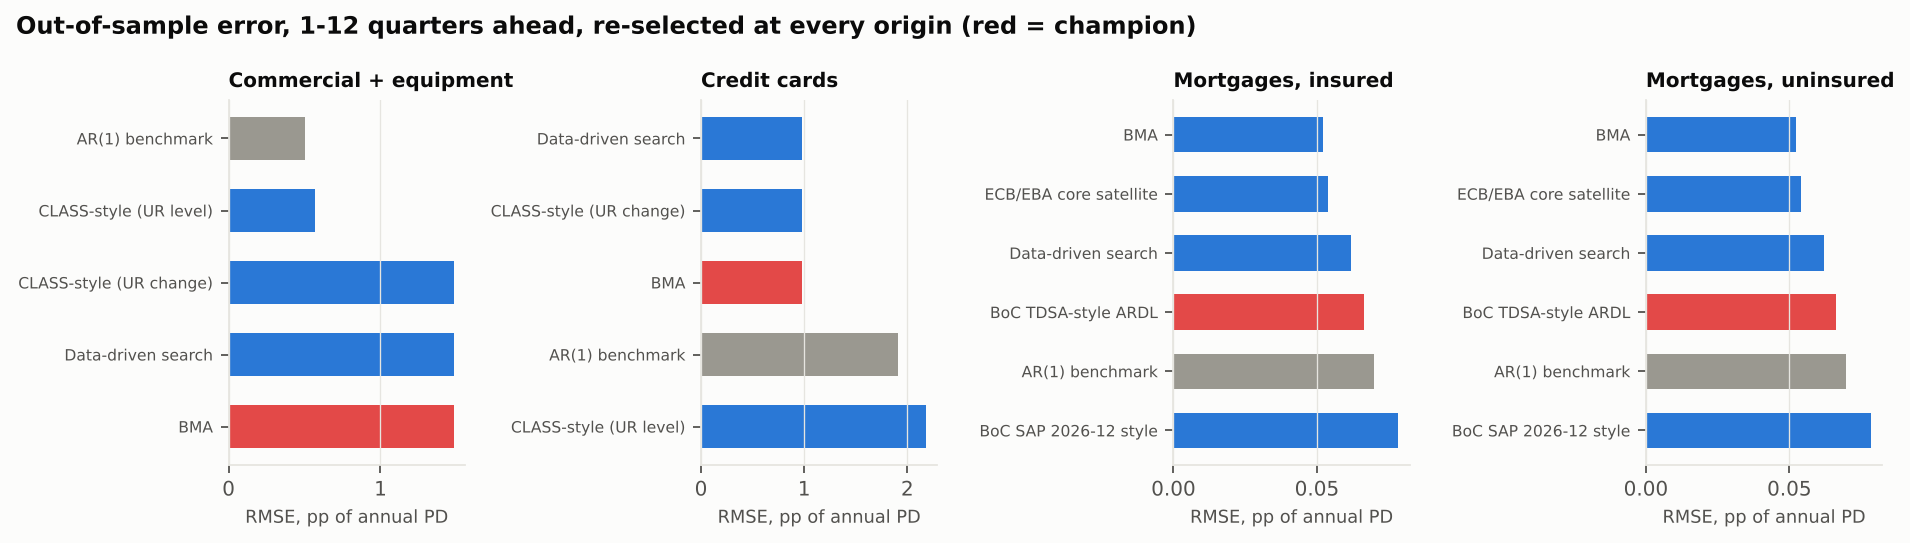 Out-of-sample error, 1-12 quarters ahead, re-selected at every origin (red = champion)
Commercial + equipment
AR(1) benchmark
CLASS-style (UR level)
CLASS-style (UR change)
Data-driven search
BMA
0 1
RMSE, pp of annual PD
Credit cards
Data-driven search
CLASS-style (UR change)
BMA
AR(1) benchmark
CLASS-style (UR level)
0 1 2
RMSE, pp of annual PD
Mortgages, insured
BMA
ECB/EBA core satellite
Data-driven search
BoC TDSA-style ARDL
AR(1) benchmark
BoC SAP 2026-12 style
0.00 0.05
RMSE, pp of annual PD
Mortgages, uninsured
BMA
ECB/EBA core satellite
Data-driven search
BoC TDSA-style ARDL
AR(1) benchmark
BoC SAP 2026-12 style
0.00 0.05
RMSE, pp of annual PD